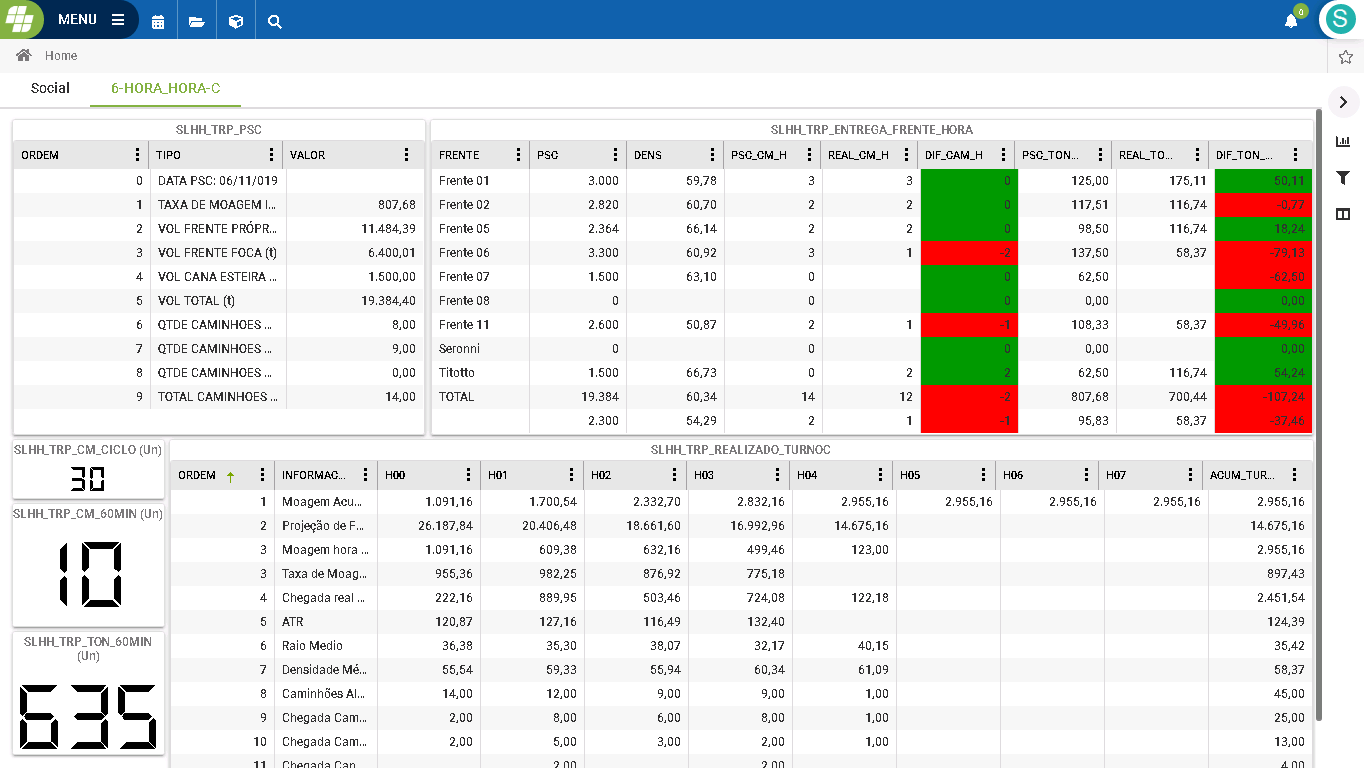 MENU 0 S
Home
Social 6-HORA_HORA-C
SLHH_TRP_PSC
ORDEM TIPO VALOR
0 DATA PSC: 06/11/019
1 TAXA DE MOAGEM I... 807,68
2 VOL FRENTE PRÓPR... 11.484,39
3 VOL FRENTE FOCA (t) 6.400,01
4 VOL CANA ESTEIRA ... 1.500,00
5 VOL TOTAL (t) 19.384,40
6 QTDE CAMINHOES ... 8,00
7 QTDE CAMINHOES ... 9,00
8 QTDE CAMINHOES ... 0,00
9 TOTAL CAMINHOES ... 14,00
SLHH_TRP_ENTREGA_FRENTE_HORA
FRENTE PSC DENS PSC_CM_H REAL_CM_H DIF_CAM_H PSC_TON... REAL_TO... DIF_TON_...
Frente 01 3.000 59,78 3 3 0 125,00 175,11 50,11
Frente 02 2.820 60,70 2 2 0 117,51 116,74 -0,77
Frente 05 2.364 66,14 2 2 0 98,50 116,74 18,24
Frente 06 3.300 60,92 3 1 -2 137,50 58,37 -79,13
Frente 07 1.500 63,10 0 0 62,50 -62,50
Frente 08 0 0 0 0,00 0,00
Frente 11 2.600 50,87 2 1 -1 108,33 58,37 -49,96
Seronni 0 0 0 0,00 0,00
Titotto 1.500 66,73 0 2 2 62,50 116,74 54,24
TOTAL 19.384 60,34 14 12 -2 807,68 700,44 -107,24
2.300 54,29 2 1 -1 95,83 58,37 -37,46
SLHH_TRP_CM_CICLO (Un)
30
SLHH_TRP_CM_60MIN (Un)
10
SLHH_TRP_TON_60MIN
(Un)
635
SLHH_TRP_REALIZADO_TURNOC
ORDEM INFORMAC... H00 H01 H02 H03 H04 H05 H06 H07 ACUM_TUR...
1 Moagem Acu... 1.091,16 1.700,54 2.332,70 2.832,16 2.955,16 2.955,16 2.955,16 2.955,16 2.955,16
2 Projeção de F... 26.187,84 20.406,48 18.661,60 16.992,96 14.675,16 14.675,16
3 Moagem hora ... 1.091,16 609,38 632,16 499,46 123,00 2.955,16
3 Taxa de Moag... 955,36 982,25 876,92 775,18 897,43
4 Chegada real ... 222,16 889,95 503,46 724,08 122,18 2.451,54
5 ATR 120,87 127,16 116,49 132,40 124,39
6 Raio Medio 36,38 35,30 38,07 32,17 40,15 35,42
7 Densidade Mé... 55,54 59,33 55,94 60,34 61,09 58,37
8 Caminhões Al... 14,00 12,00 9,00 9,00 1,00 45,00
9 Chegada Cam... 2,00 8,00 6,00 8,00 1,00 25,00
10 Chegada Cam... 2,00 5,00 3,00 2,00 1,00 13,00
11 Chegada Can... 2,00 2,00 4,00